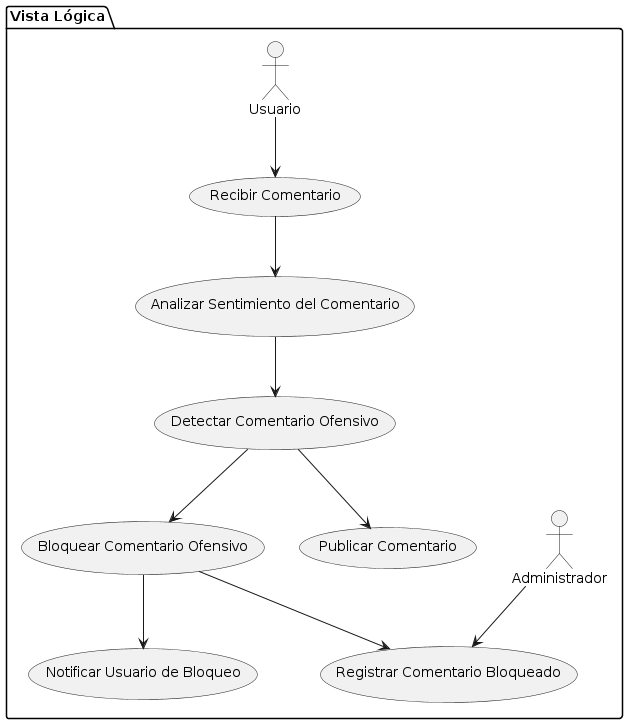 Vista Lógica
Usuario
Recibir Comentario
Analizar Sentimiento del Comentario
Detectar Comentario Ofensivo
Bloquear Comentario Ofensivo
Publicar Comentario
Administrador
Notificar Usuario de Bloqueo
Registrar Comentario Bloqueado